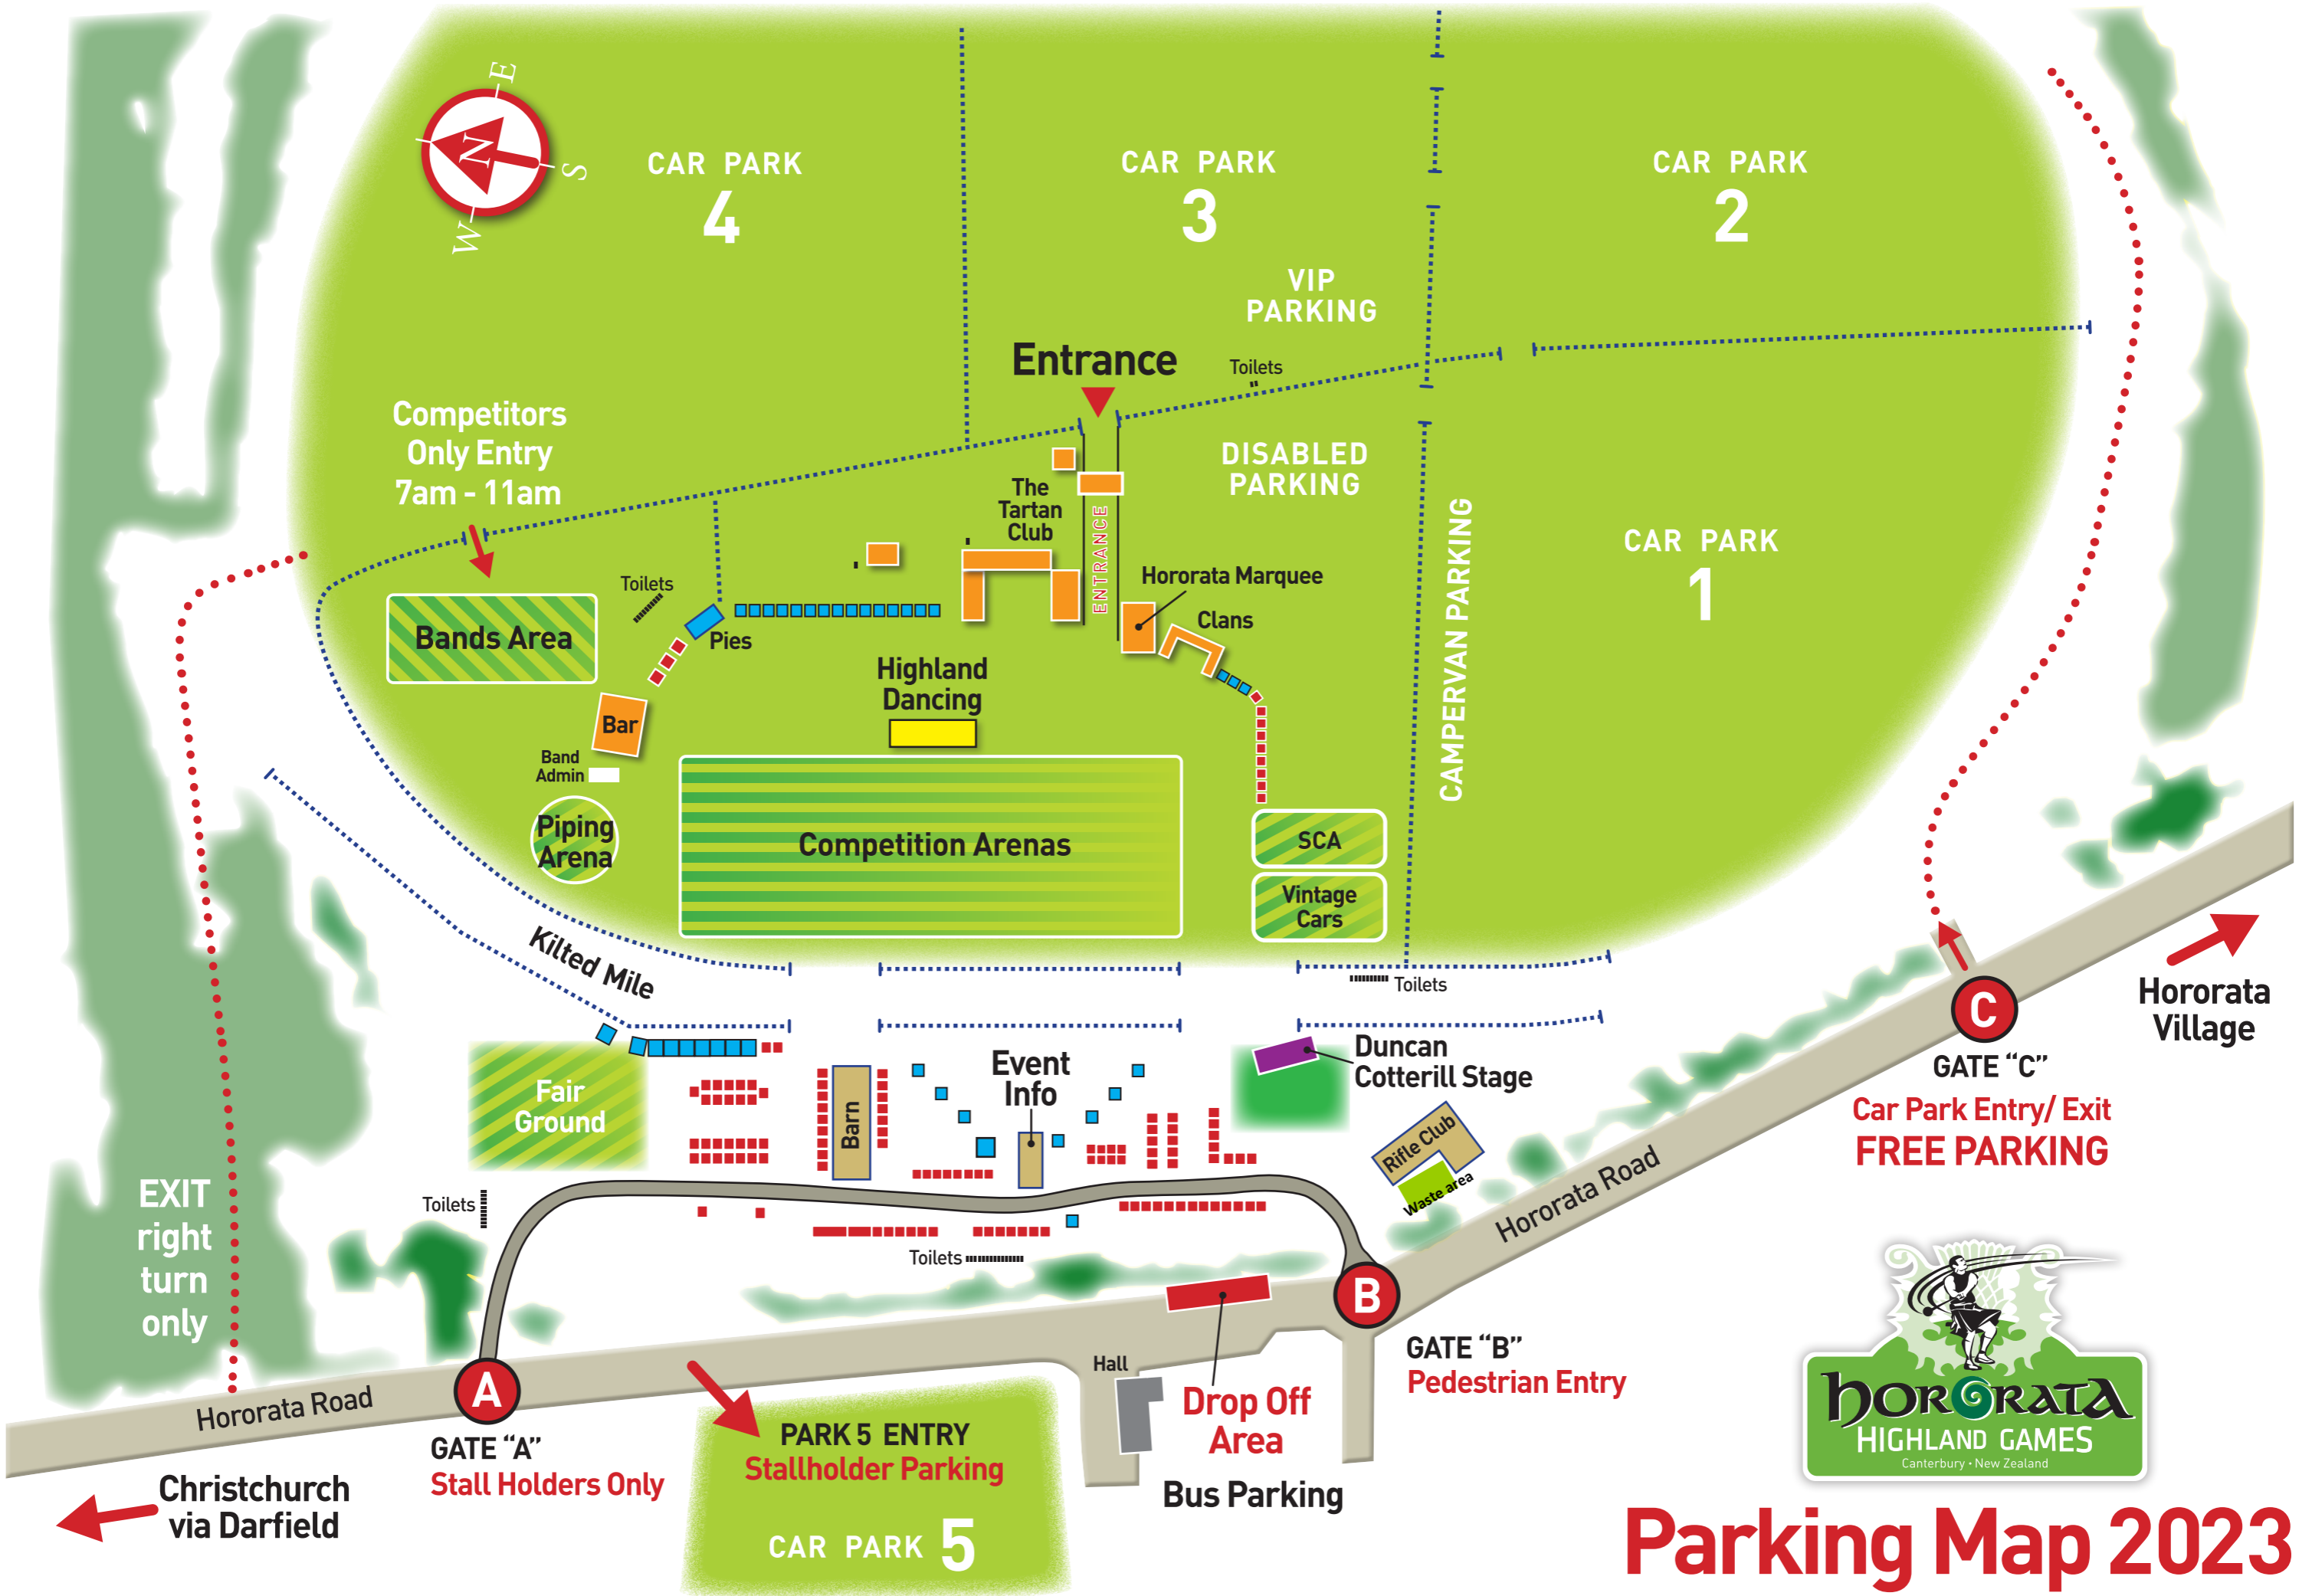 E
N
S
W
CAR PARK
4
CAR PARK
3
CAR PARK
2
VIP
PARKING
Entrance
Toilets
Competitors
Only Entry
7am - 11am
DISABLED
PARKING
The
Tartan
Club
ENTRANCE
CAMPERVAN PARKING
CAR PARK
1
Hororata Marquee
Toilets
Clans
Bands Area
Pies
Highland
Dancing
Bar
Band
Admin
Piping
Arena
Competition Arenas
SCA
Vintage
Cars
Kilted Mile
Toilets
Hororata
Village
C
GATE “C”
Car Park Entry/ Exit
FREE PARKING
Duncan
Cotterill Stage
Event
Info
Fair
Ground
Barn
Rifle Club
Waste area
Hororata Road
EXIT
right
turn
only
Toilets
Toilets
B
GATE “B”
Pedestrian Entry
Hall
Drop Off
Area
Bus Parking
A
Hororata Road
GATE “A”
Stall Holders Only
PARK 5 ENTRY
Stallholder Parking
CAR PARK 5
Christchurch
via Darfield
HORORATA
HIGHLAND GAMES
Canterbury • New Zealand
Parking Map 2023